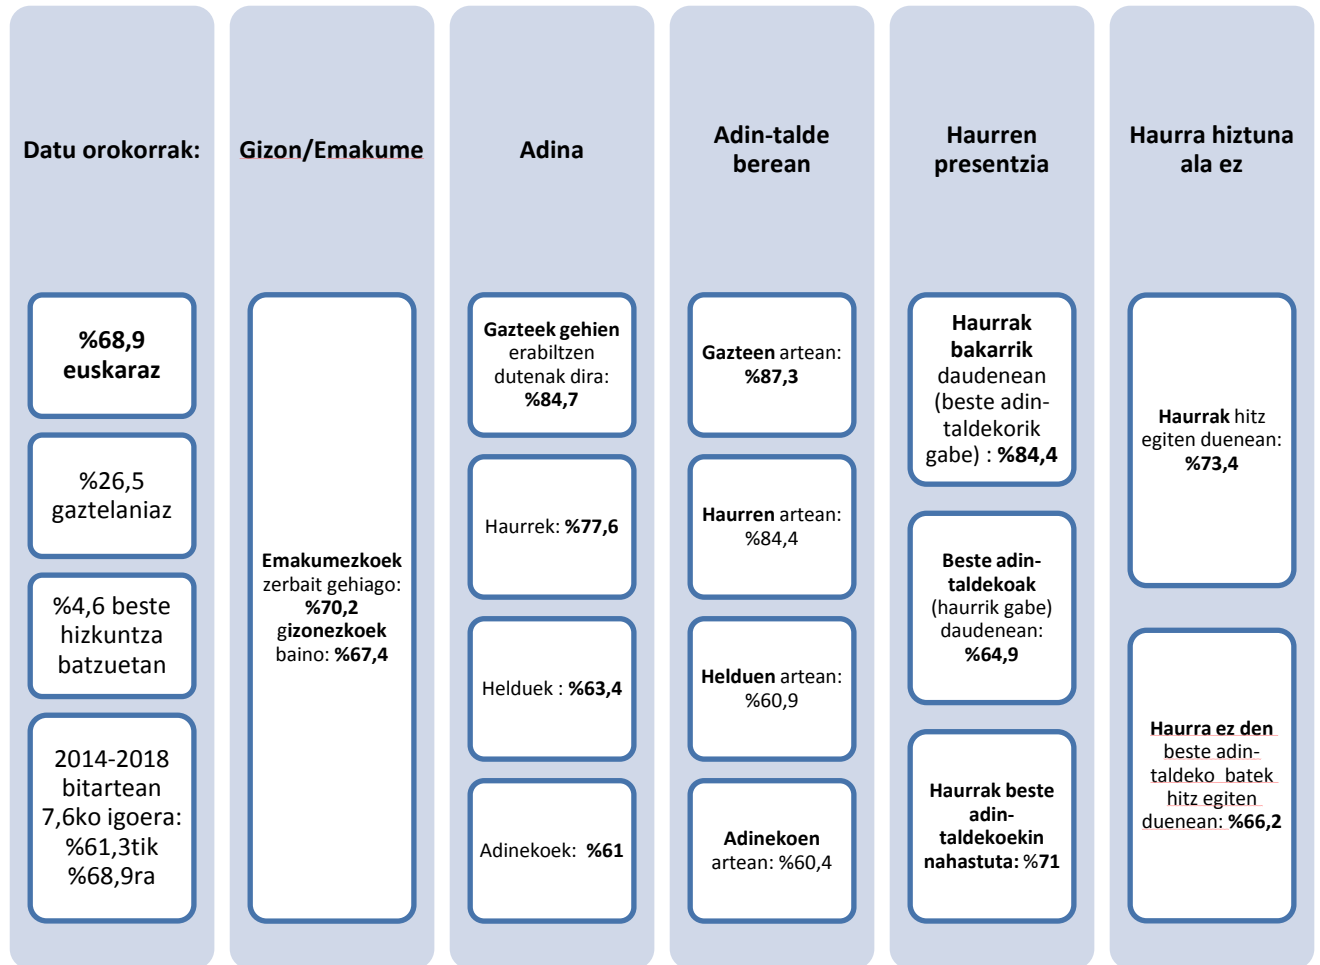 Datu orokorrak:
%68,9
euskaraz
%26,5
gaztelaniaz
%4,6 beste
hizkuntza
batzuetan
2014-2018
bitartean
7,6ko igoera:
%61,3tik
%68,9ra
Gizon/Emakume
Emakumezkoek
zerbait gehiago:
%70,2
gizonezkoek
baino: %67,4
Adina
Gazteek gehien
erabiltzen
dutenak dira:
%84,7
Haurrek: %77,6
Helduek : %63,4
Adinekoek: %61
Adin-talde
berean
Gazteen artean:
%87,3
Haurren artean:
%84,4
Helduen artean:
%60,9
Adinekoen
artean: %60,4
Haurren
presentzia
Haurrak
bakarrik
daudenean
(beste adin-
taldekorik
gabe) : %84,4
Beste adin-
taldekoak
(haurrik gabe)
daudenean:
%64,9
Haurrak beste
adin-
taldekoekin
nahastuta: %71
Haurra hiztuna
ala ez
Haurrak hitz
egiten duenean:
%73,4
Haurra ez den
beste adin-
taldeko batek
hitz egiten
duenean: %66,2